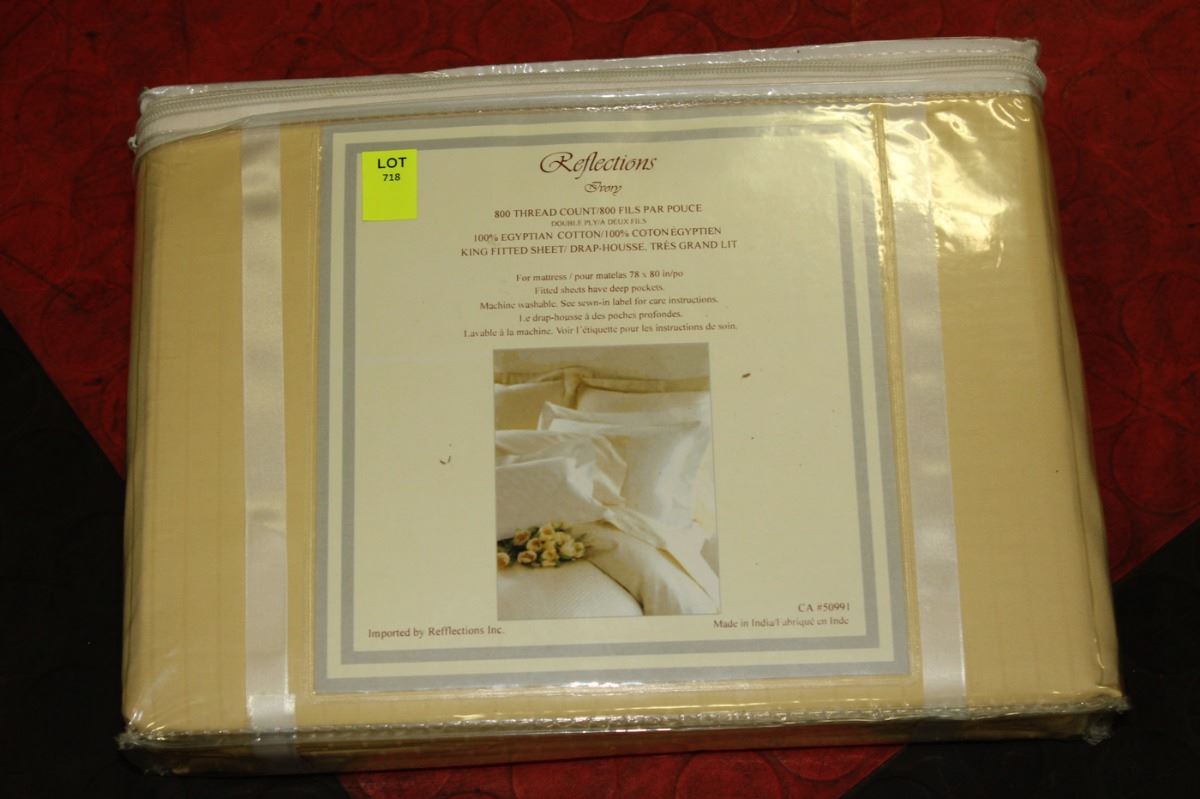 LOT
718
Reflections
Ivory
800 THREAD COUNT/800 FILS PAR POUCE
DOUBLE PLY/A DEUX FILS
100% EGYPTIAN COTTON/100% COTON ÉGYPTIEN
KING FITTED SHEET/ DRAP-HOUSSE, TRÈS GRAND LIT
For mattress / pour matelas 78 x 80 in/po
Fitted sheets have deep pockets.
Machine washable. See sewn-in label for care instructions.
Le drap-housse à des poches profondes.
Lavable à la machine. Voir l'étiquette pour les instructions de soin.
CA #50991
Imported by Refflections Inc.
Made in India/Fabriqué en Inde